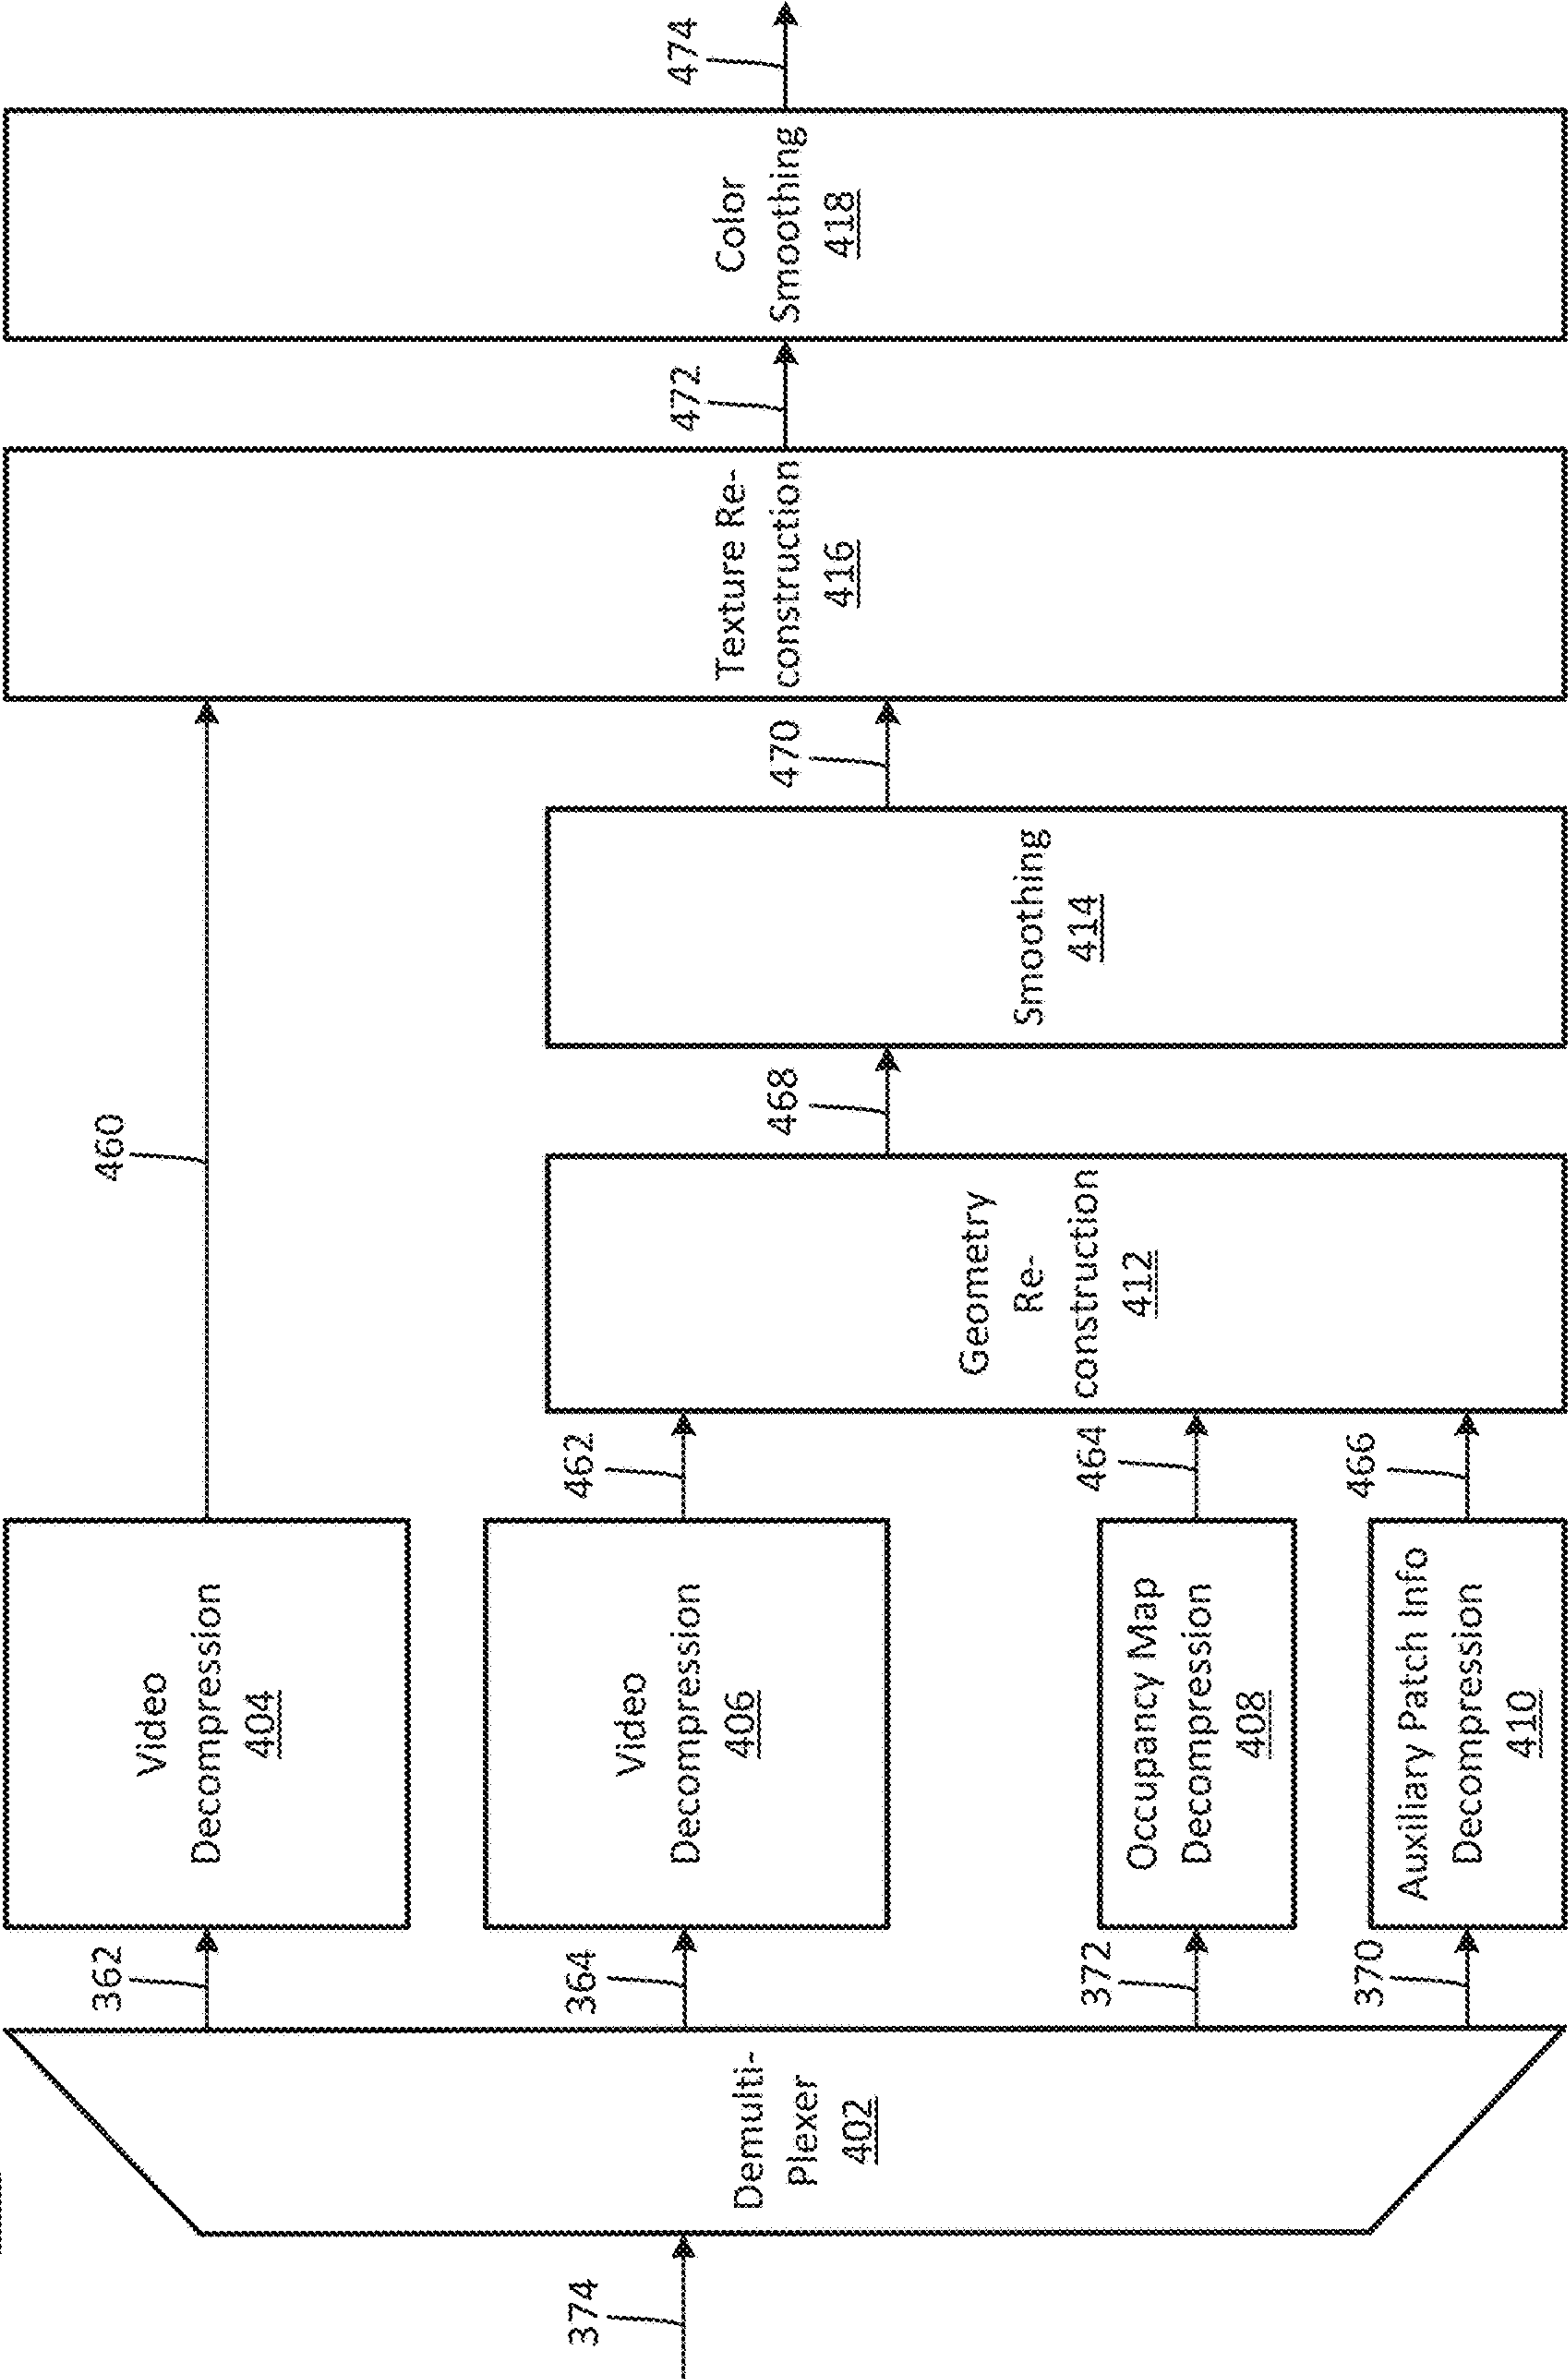 374
Demulti-
Plexer
402
362
364
372
370
Video
Decompression
404
Video
Decompression
406
Occupancy Map
Decompression
408
Auxiliary Patch Info
Decompression
410
460
462
464
466
Geometry
Re-
construction
412
468
Smoothing
414
470
Texture Re-
construction
416
472
Color
Smoothing
418
474